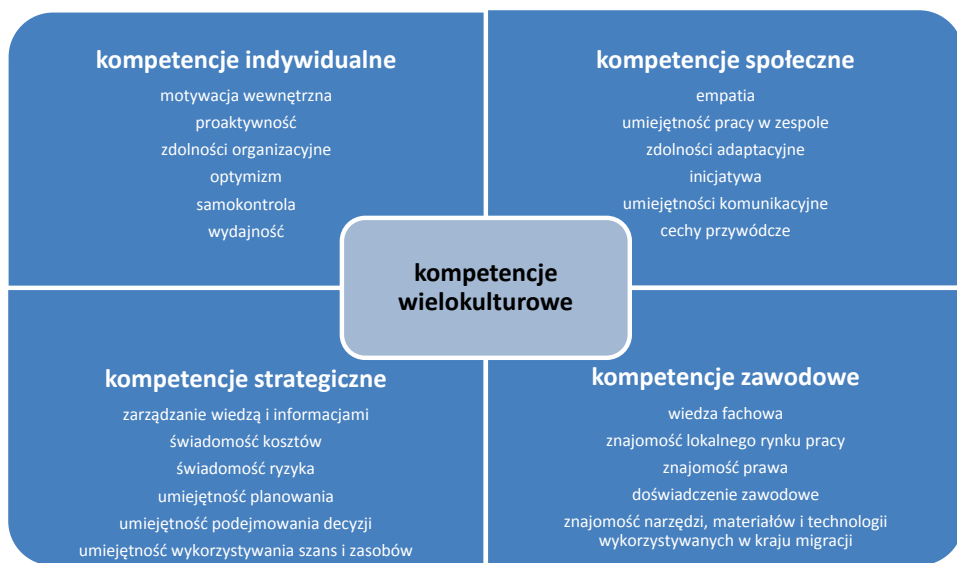 kompetencje indywidualne
motywacja wewnętrzna
proaktywność
zdolności organizacyjne
optymizm
samokontrola
wydajność
kompetencje społeczne
empatia
umiejętność pracy w zespole
zdolności adaptacyjne
inicjatywa
umiejętności komunikacyjne
cechy przywódcze
kompetencje
wielokulturowe
kompetencje strategiczne
zarządzanie wiedzą i informacjami
świadomość kosztów
świadomość ryzyka
umiejętność planowania
umiejętność podejmowania decyzji
umiejętność wykorzystywania szans i zasobów
kompetencje zawodowe
wiedza fachowa
znajomość lokalnego rynku pracy
znajomość prawa
doświadczenie zawodowe
znajomość narzędzi, materiałów i technologii
wykorzystywanych w kraju migracji